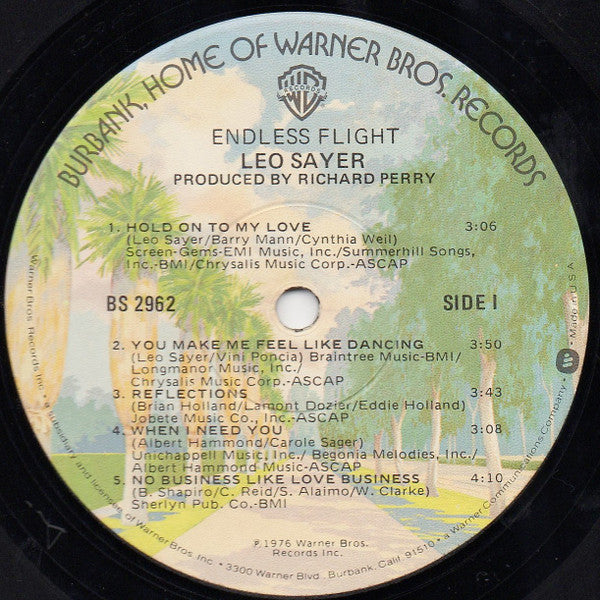 BURBANK, HOME OF WARNER BROS. RECORDS
WB
RECORDS
ENDLESS FLIGHT
LEO SAYER
PRODUCED BY RICHARD PERRY
1. HOLD ON TO MY LOVE 3:06
(Leo Sayer/Barry Mann/Cynthia Weil)
Screen-Gems-EMI Music, Inc./Summerhill Songs,
Inc.-BMI/Chrysalis Music Corp.-ASCAP
BS 2962 SIDE I
2. YOU MAKE ME FEEL LIKE DANCING 3:50
(Leo Sayer/Vini Poncia) Braintree Music-BMI/
Longmanor Music, Inc./
Chrysalis Music Corp.-ASCAP
3. REFLECTIONS 3:43
(Brian Holland/Lamont Dozier/Eddie Holland)
Jobete Music Co., Inc.-ASCAP
4. WHEN I NEED YOU 3:08
(Albert Hammond/Carole Sager)
Unichappell Music, Inc./ Begonia Melodies, Inc./
Albert Hammond Music-ASCAP
5. NO BUSINESS LIKE LOVE BUSINESS 4:10
(B. Shapiro/C. Reid/S. Alaimo/W. Clarke)
Sherlyn Pub. Co.-BMI
℗1976 Warner Bros.
Records Inc.
Warner Bros. Records Inc. • a subsidiary and licensee of Warner Bros. Inc. • 3300 Warner Blvd., Burbank, Calif. 91510 • a Warner Communications Company • Made in U.S.A.